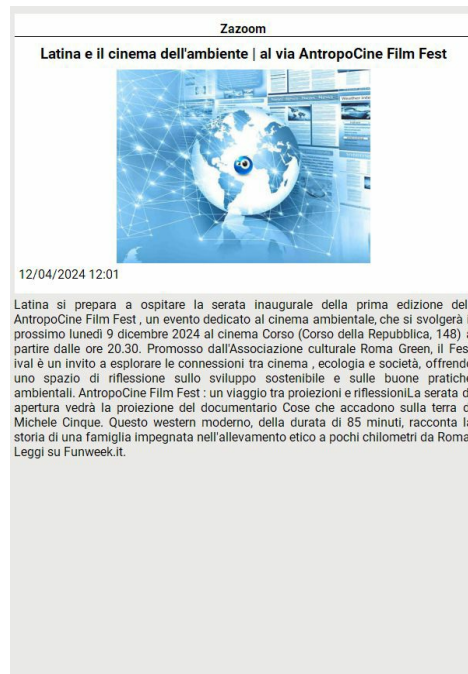 Zazoom
Latina e il cinema dell'ambiente | al via AntropoCine Film Fest
12/04/2024 12:01
Latina si prepara a ospitare la serata inaugurale della prima edizione del
AntropoCine Film Fest , un evento dedicato al cinema ambientale, che si svolgerà
prossimo lunedì 9 dicembre 2024 al cinema Corso (Corso della Repubblica, 148)
partire dalle ore 20.30. Promosso dall'Associazione culturale Roma Green, il Fes
ival è un invito a esplorare le connessioni tra cinema , ecologia e società, offrendo
uno spazio di riflessione sullo sviluppo sostenibile e sulle buone pratiche
ambientali. AntropoCine Film Fest : un viaggio tra proiezioni e riflessioniLa serata d
apertura vedrà la proiezione del documentario Cose che accadono sulla terra d
Michele Cinque. Questo western moderno, della durata di 85 minuti, racconta la
storia di una famiglia impegnata nell'allevamento etico a pochi chilometri da Roma
Leggi su Funweek.it.